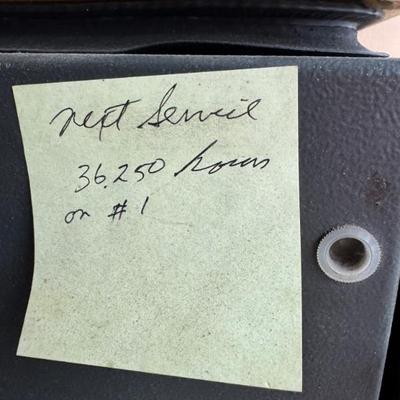 next Service
36,250 hours
on #1